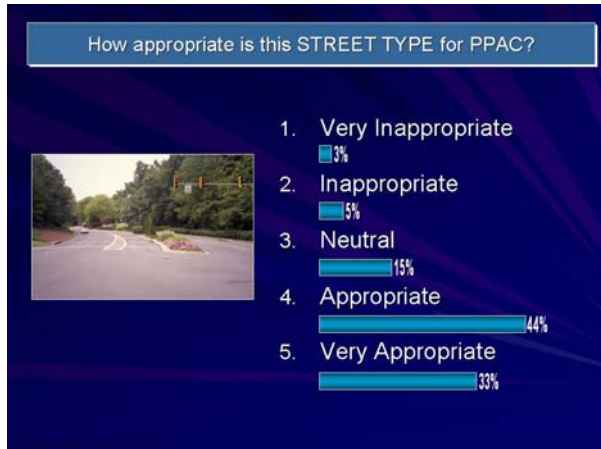 How appropriate is this STREET TYPE for PPAC?
1. Very Inappropriate
3%
2. Inappropriate
5%
3. Neutral
15%
4. Appropriate
44%
5. Very Appropriate
33%